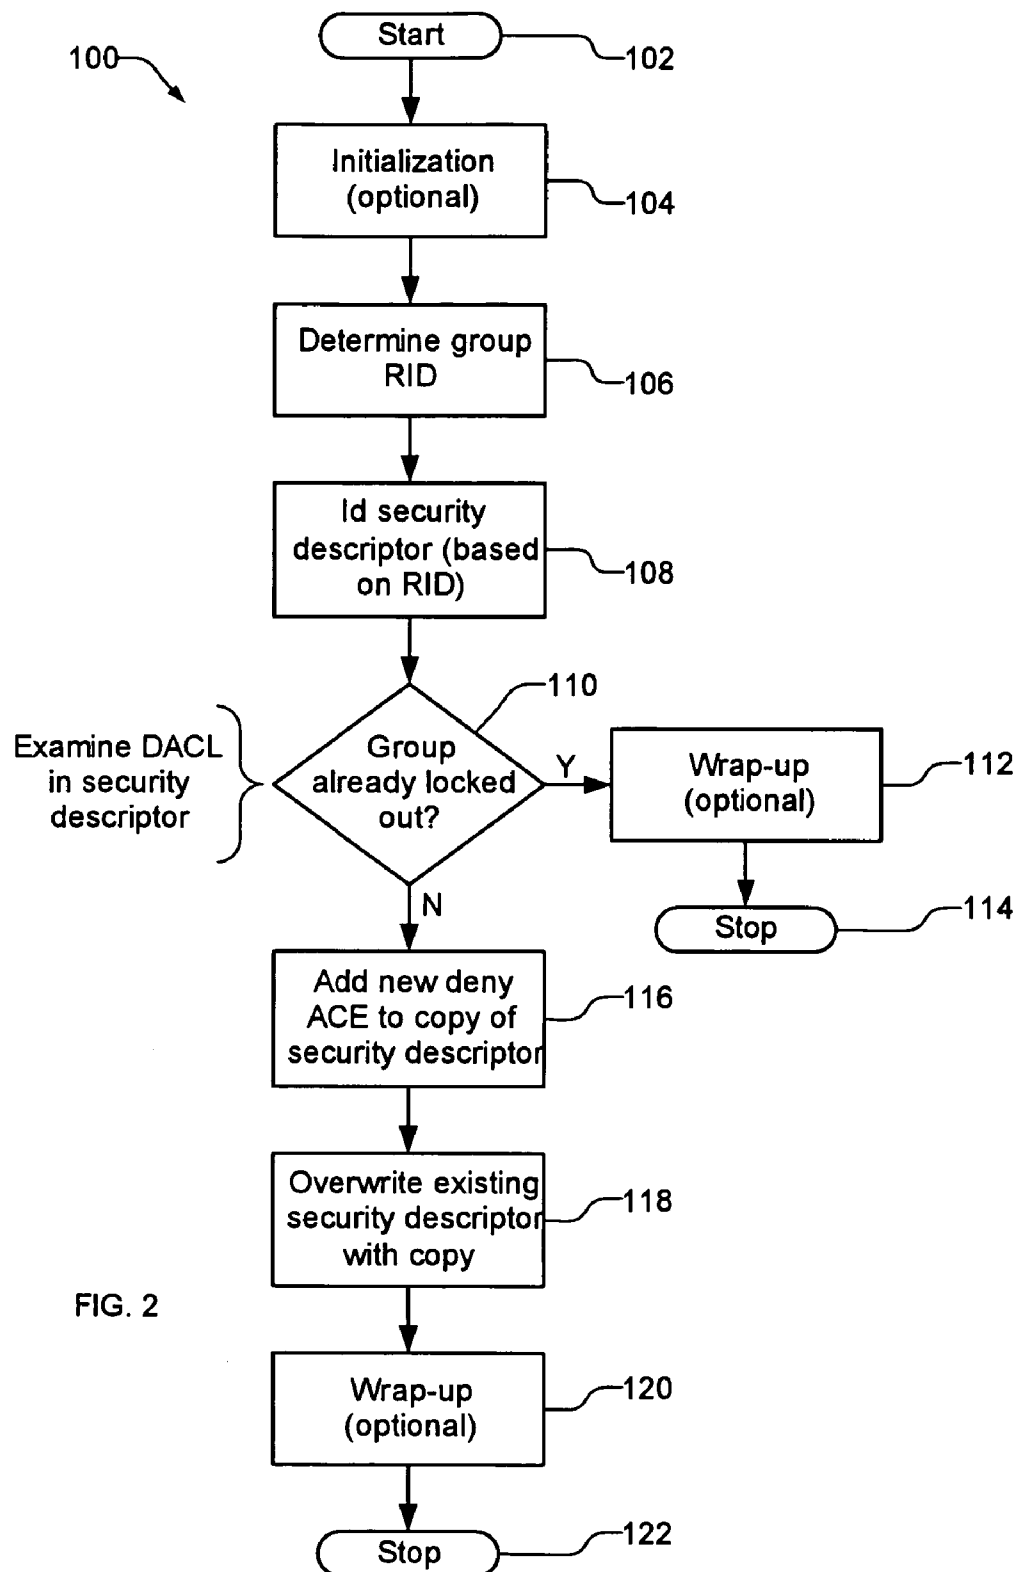 Start
102
100
Initialization
(optional)
104
Determine group
RID
106
Id security
descriptor (based
on RID)
108
110
Examine DACL
in security
descriptor
Group
already locked
out?
Y
Wrap-up
(optional)
112
N
Stop
114
Add new deny
ACE to copy of
security descriptor
116
Overwrite existing
security descriptor
with copy
118
FIG. 2
Wrap-up
(optional)
120
Stop
122